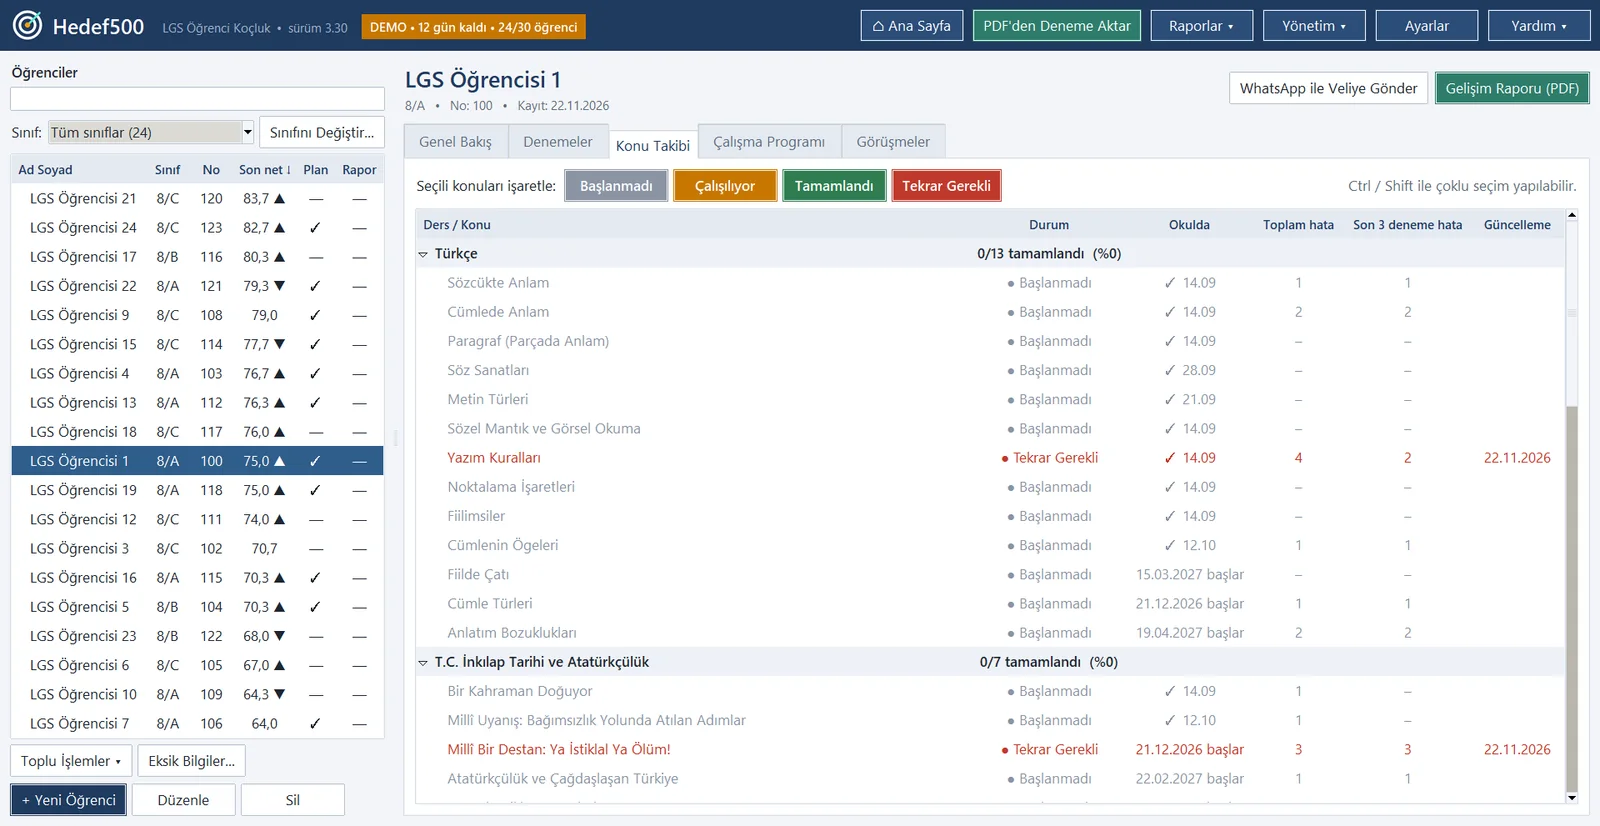 Hedef500 LGS Öğrenci Koçluk • sürüm 3.30 DEMO • 12 gün kaldı • 24/30 öğrenci Ana Sayfa PDF'den Deneme Aktar Raporlar Yönetim Ayarlar Yardım
Öğrenciler
Sınıf: Tüm sınıflar (24) Sınıfını Değiştir...
Ad Soyad Sınıf No Son net ↓ Plan Rapor
LGS Öğrencisi 21 8/C 120 83,7 ▲ — —
LGS Öğrencisi 24 8/C 123 82,7 ▲ ✓ —
LGS Öğrencisi 17 8/B 116 80,3 ▲ — —
LGS Öğrencisi 22 8/A 121 79,3 ▼ ✓ —
LGS Öğrencisi 9 8/C 108 79,0 ✓ —
LGS Öğrencisi 15 8/C 114 77,7 ▼ ✓ —
LGS Öğrencisi 4 8/A 103 76,7 ▲ ✓ —
LGS Öğrencisi 13 8/A 112 76,3 ▲ ✓ —
LGS Öğrencisi 18 8/C 117 76,0 ▲ — —
LGS Öğrencisi 1 8/A 100 75,0 ▲ ✓ —
LGS Öğrencisi 19 8/A 118 75,0 ▲ ✓ —
LGS Öğrencisi 12 8/C 111 74,0 ▲ — —
LGS Öğrencisi 3 8/C 102 70,7 — —
LGS Öğrencisi 16 8/A 115 70,3 ▲ ✓ —
LGS Öğrencisi 5 8/B 104 70,3 ▲ ✓ —
LGS Öğrencisi 23 8/B 122 68,0 ▼ — —
LGS Öğrencisi 6 8/C 105 67,0 ▲ — —
LGS Öğrencisi 10 8/A 109 64,3 ▼ — —
LGS Öğrencisi 7 8/A 106 64,0 ✓ —
Toplu İşlemler Eksik Bilgiler...
+ Yeni Öğrenci Düzenle Sil
LGS Öğrencisi 1
8/A • No: 100 • Kayıt: 22.11.2026
WhatsApp ile Veliye Gönder Gelişim Raporu (PDF)
Genel Bakış Denemeler Konu Takibi Çalışma Programı Görüşmeler
Seçili konuları işaretle: Başlanmadı Çalışılıyor Tamamlandı Tekrar Gerekli Ctrl / Shift ile çoklu seçim yapılabilir.
Ders / Konu Durum Okulda Toplam hata Son 3 deneme hata Güncelleme
Türkçe 0/13 tamamlandı (%0)
Sözcükte Anlam ● Başlanmadı ✓ 14.09 1 1
Cümlede Anlam ● Başlanmadı ✓ 14.09 2 2
Paragraf (Parçada Anlam) ● Başlanmadı ✓ 14.09 – –
Söz Sanatları ● Başlanmadı ✓ 28.09 – –
Metin Türleri ● Başlanmadı ✓ 21.09 – –
Sözel Mantık ve Görsel Okuma ● Başlanmadı ✓ 14.09 – –
Yazım Kuralları ● Tekrar Gerekli ✓ 14.09 4 2 22.11.2026
Noktalama İşaretleri ● Başlanmadı ✓ 14.09 – –
Fiilimsiler ● Başlanmadı ✓ 14.09 – –
Cümlenin Ögeleri ● Başlanmadı ✓ 12.10 1 1
Fiilde Çatı ● Başlanmadı 15.03.2027 başlar – –
Cümle Türleri ● Başlanmadı 21.12.2026 başlar 1 1
Anlatım Bozuklukları ● Başlanmadı 19.04.2027 başlar 2 2
T.C. İnkılap Tarihi ve Atatürkçülük 0/7 tamamlandı (%0)
Bir Kahraman Doğuyor ● Başlanmadı ✓ 14.09 1 –
Millî Uyanış: Bağımsızlık Yolunda Atılan Adımlar ● Başlanmadı ✓ 12.10 1 –
Millî Bir Destan: Ya İstiklal Ya Ölüm! ● Tekrar Gerekli 21.12.2026 başlar 3 3 22.11.2026
Atatürkçülük ve Çağdaşlaşan Türkiye ● Başlanmadı 22.02.2027 başlar 1 1